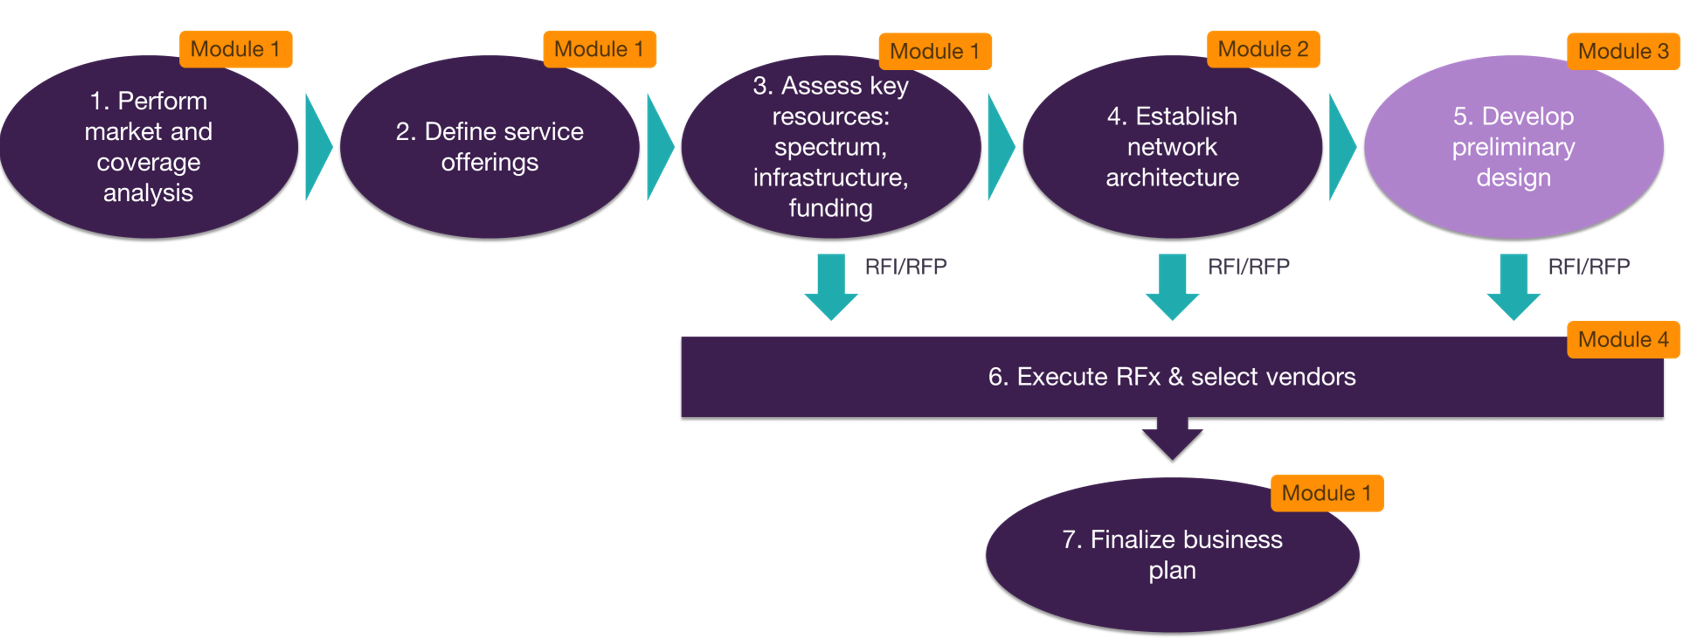 Module 1
1. Perform
market and
coverage
analysis
Module 1
2. Define service
offerings
Module 1
3. Assess key
resources:
spectrum,
infrastructure,
funding
Module 2
4. Establish
network
architecture
Module 3
5. Develop
preliminary
design
RFI/RFP
RFI/RFP
RFI/RFP
Module 4
6. Execute RFx & select vendors
Module 1
7. Finalize business
plan